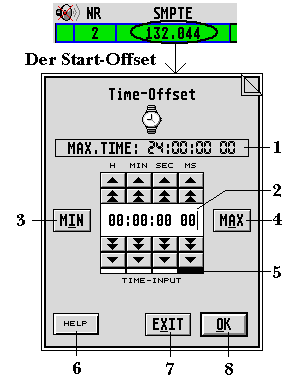 NR SMPTE
2 132.044
Der Start-Offset
Time-Offset
MAX.TIME: 24:00:00 00
1
H MIN SEC MS
2
3 MIN 00:00:00 00 MAX 4
5
TIME-INPUT
HELP EXIT OK
6 7 8